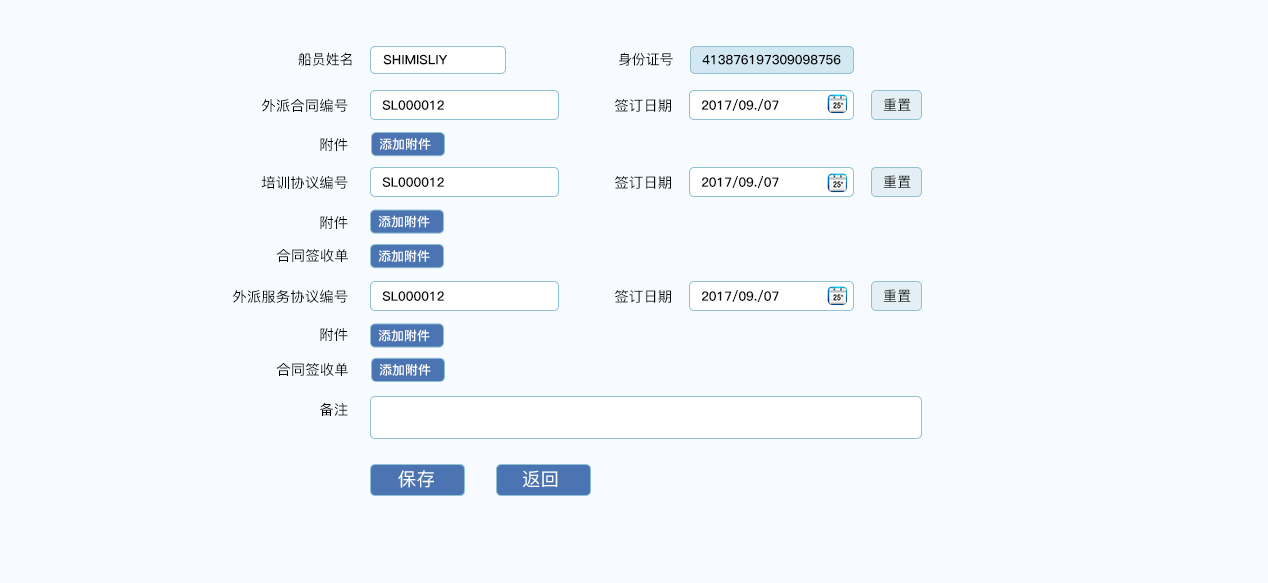 船员姓名 SHIMISLIY 身份证号 413876197309098756
外派合同编号 SL000012 签订日期 2017/09./07 25° 重置
附件 添加附件
培训协议编号 SL000012 签订日期 2017/09./07 25° 重置
附件 添加附件
合同签收单 添加附件
外派服务协议编号 SL000012 签订日期 2017/09./07 25° 重置
附件 添加附件
合同签收单 添加附件
备注
保存 返回